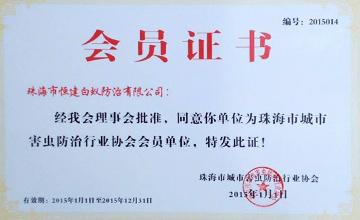 编号：2015014
会员证书
珠海市恒建白蚁防治有限公司：
经我会理事会批准，同意你单位为珠海市城市
害虫防治行业协会会员单位，特发此证！
珠海市城市害虫防治行业协会
2015年1月1日
有效期：2015年1月1日至2015年12月31日